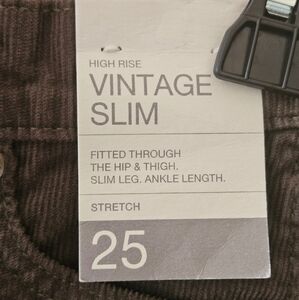 HIGH RISE
VINTAGE
SLIM
FITTED THROUGH
THE HIP & THIGH.
SLIM LEG. ANKLE LENGTH.
STRETCH
25